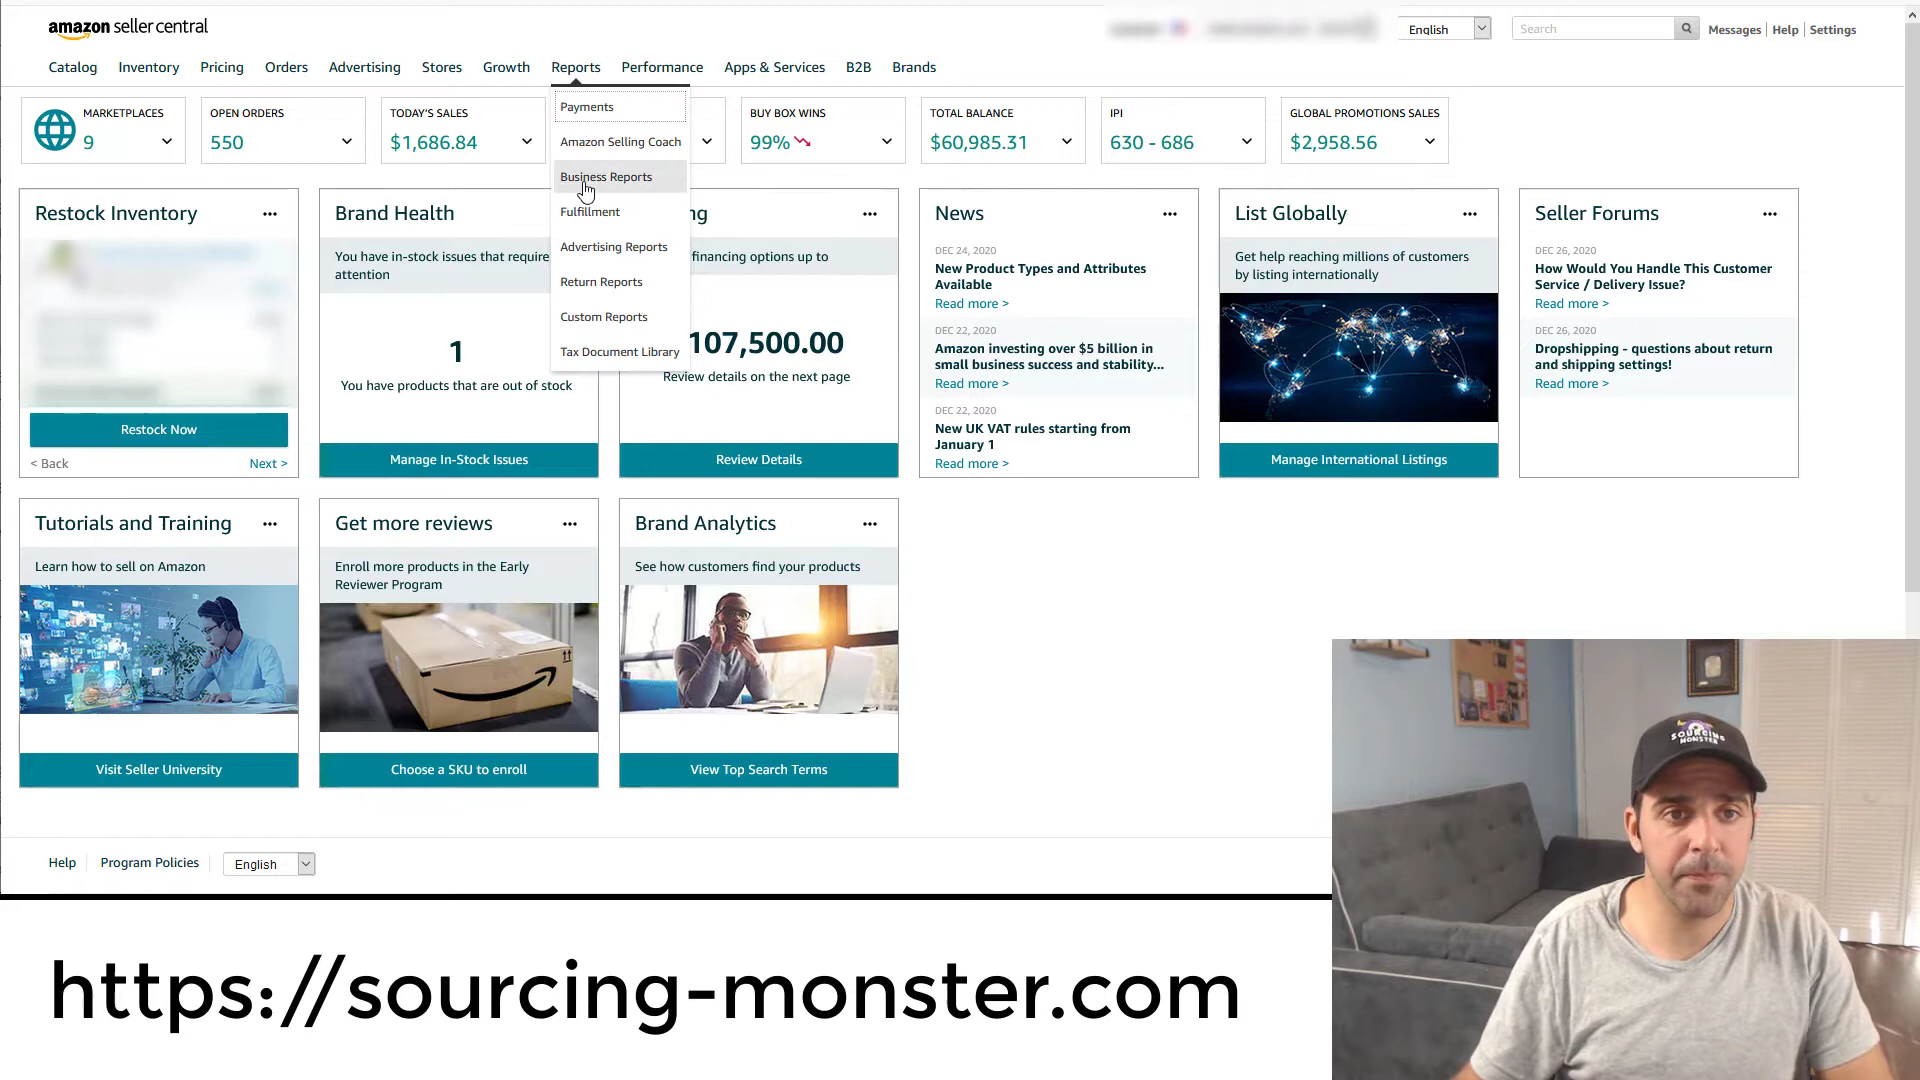 amazon seller central
English
Search
Messages | Help | Settings
Catalog Inventory Pricing Orders Advertising Stores Growth Reports Performance Apps & Services B2B Brands
MARKETPLACES
9
OPEN ORDERS
550
TODAY'S SALES
$1,686.84
BUY BOX WINS
99%
TOTAL BALANCE
$60,985.31
IPI
630 - 686
GLOBAL PROMOTIONS SALES
$2,958.56
Payments
Amazon Selling Coach
Business Reports
Fulfillment
Advertising Reports
Return Reports
Custom Reports
Tax Document Library
Restock Inventory
Restock Now
< Back
Next >
Brand Health
You have in-stock issues that require
attention
1
You have products that are out of stock
Manage In-Stock Issues
ng
financing options up to
107,500.00
Review details on the next page
Review Details
News
DEC 24, 2020
New Product Types and Attributes
Available
Read more >
DEC 22, 2020
Amazon investing over $5 billion in
small business success and stability...
Read more >
DEC 22, 2020
New UK VAT rules starting from
January 1
Read more >
List Globally
Get help reaching millions of customers
by listing internationally
Manage International Listings
Seller Forums
DEC 26, 2020
How Would You Handle This Customer
Service / Delivery Issue?
Read more >
DEC 26, 2020
Dropshipping - questions about return
and shipping settings!
Read more >
Tutorials and Training
Learn how to sell on Amazon
Visit Seller University
Get more reviews
Enroll more products in the Early
Reviewer Program
Choose a SKU to enroll
Brand Analytics
See how customers find your products
View Top Search Terms
Help
Program Policies
English
SOURCING
MONSTER
https://sourcing-monster.com